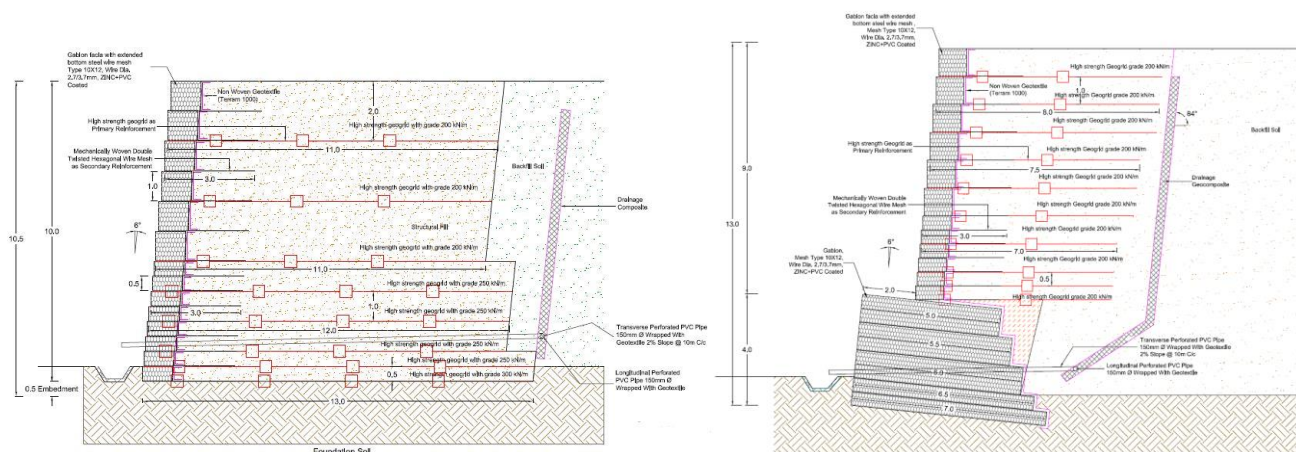 Gabion facia with extended
bottom steel wire mesh
Type 10X12, Wire Dia.
2.7/3.7mm, ZINC+PVC
Coated
Non Woven Geotextile
(Terram 1000)
High strength geogrid as
Primary Reinforcement
Mechanically Woven Double
Twisted Hexagonal Wire Mesh
as Secondary Reinforcement
2.0
High strength geogrid with grade 200 kN/m
11.0
3.0
1.0
High strength geogrid with grade 200 kN/m
Backfill Soil
Drainage
Composite
Structural Fill
6°
10.5
10.0
High strength geogrid with grade 200 kN/m
11.0
0.5
High strength geogrid with grade 250 kN/m
1.0
3.0
High strength geogrid with grade 250 kN/m
12.0
Transverse Perforated PVC Pipe
150mm Ø Wrapped With
Geotextile 2% Slope @ 10m C/c
High strength geogrid with grade 250 kN/m
High strength geogrid with grade 250 kN/m
0.5
High strength geogrid with grade 300 kN/m
Longitudinal Perforated
PVC Pipe 150mm Ø
Wrapped With Geotextile
0.5 Embedment
13.0
Foundation Soil
Gabion facia with extended
bottom steel wire mesh,
Mesh Type 10X12,
Wire Dia. 2.7/3.7mm,
ZINC+PVC Coated
High strength Geogrid grade 200 kN/m
1.0
Non Woven Geotextile
(Terram 1000)
High strength Geogrid grade 200 kN/m
8.0
High strength Geogrid grade 200 kN/m
84°
Backfill Soil
High strength Geogrid as
Primary Reinforcement
High strength Geogrid grade 200 kN/m
7.5
High strength Geogrid grade 200 kN/m
Drainage
Geocomposite
Mechanically Woven Double
Twisted Hexagonal Wire Mesh
as Secondary Reinforcement
High strength Geogrid grade 200 kN/m
3.0
High strength Geogrid grade 200 kN/m
7.0
High strength Geogrid grade 200 kN/m
0.5
High strength Geogrid grade 200 kN/m
9.0
13.0
4.0
Gabion,
Mesh Type 10X12,
Wire Dia. 2.7/3.7mm,
ZINC+PVC Coated
6°
2.0
5.0
5.5
6.0
6.5
7.0
Transverse Perforated PVC Pipe
150mm Ø Wrapped With Geotextile
2% Slope @ 10m C/c
Longitudinal Perforated PVC Pipe
150mm Ø Wrapped With Geotextile